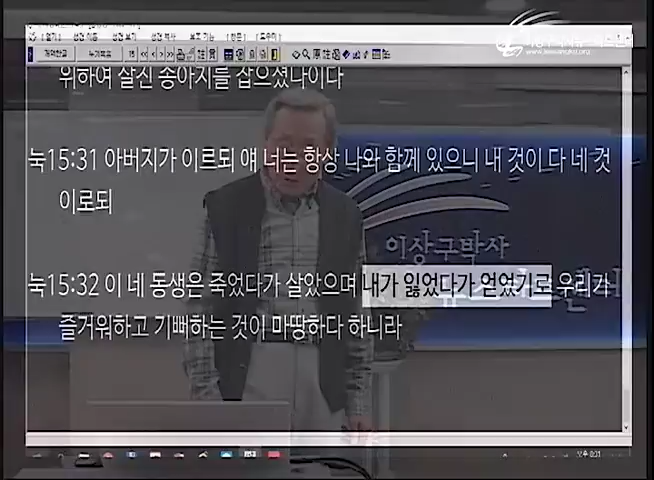 위하여 살진 송아지를 잡으셨나이다
눅15:31 아버지가 이르되 얘 너는 항상 나와 함께 있으니 내 것이 다 네 것
이로되
이상구박사
눅15:32 이 네 동생은 죽었다가 살았으며 내가 잃었다가 얻었기로 우리가
즐거워하고 기뻐하는 것이 마땅하다 하니라